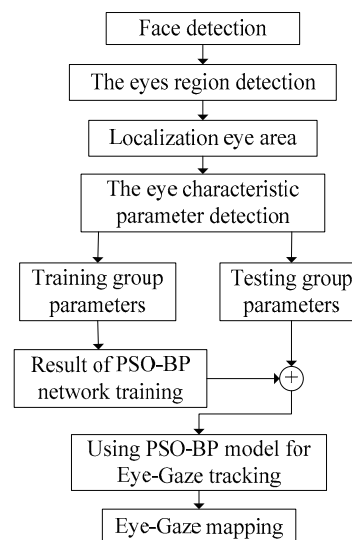 Face detection
The eyes region detection
Localization eye area
The eye characteristic
parameter detection
Training group
parameters
Testing group
parameters
Result of PSO-BP
network training
+
Using PSO-BP model for
Eye-Gaze tracking
Eye-Gaze mapping